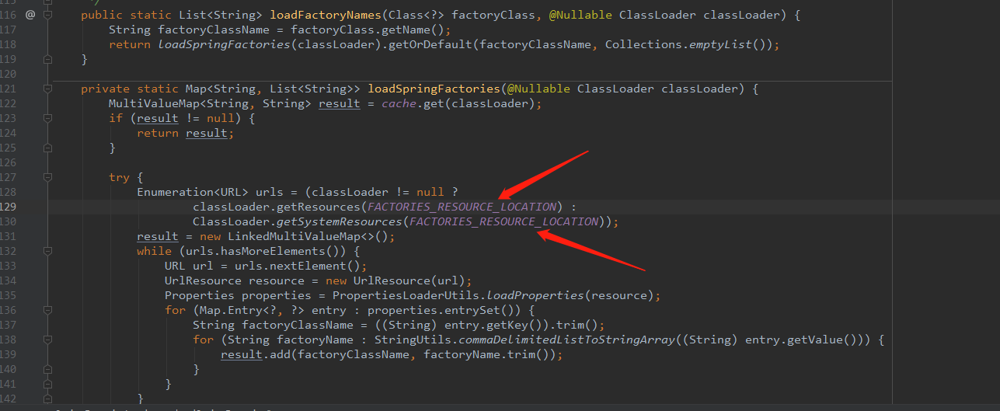 116 @ public static List<String> loadFactoryNames(Class<?> factoryClass, @Nullable ClassLoader classLoader) {
117 String factoryClassName = factoryClass.getName();
118 return loadSpringFactories(classLoader).getOrDefault(factoryClassName, Collections.emptyList());
119 }
120
121 private static Map<String, List<String>> loadSpringFactories(@Nullable ClassLoader classLoader) {
122 MultiValueMap<String, String> result = cache.get(classLoader);
123 if (result != null) {
124 return result;
125 }
126
127 try {
128 Enumeration<URL> urls = (classLoader != null ?
129 classLoader.getResources(FACTORIES_RESOURCE_LOCATION) :
130 ClassLoader.getSystemResources(FACTORIES_RESOURCE_LOCATION));
131 result = new LinkedMultiValueMap<>();
132 while (urls.hasMoreElements()) {
133 URL url = urls.nextElement();
134 UrlResource resource = new UrlResource(url);
135 Properties properties = PropertiesLoaderUtils.loadProperties(resource);
136 for (Map.Entry<?, ?> entry : properties.entrySet()) {
137 String factoryClassName = ((String) entry.getKey()).trim();
138 for (String factoryName : StringUtils.commaDelimitedListToStringArray((String) entry.getValue())) {
139 result.add(factoryClassName, factoryName.trim());
140 }
141 }
142 }